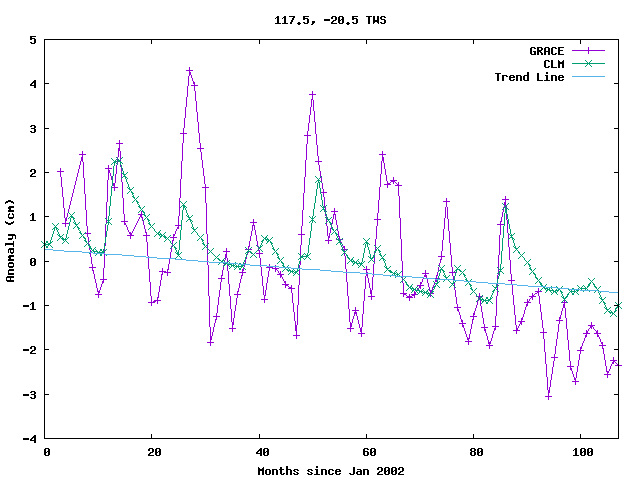 117.5, -20.5 TWS
5
4
3
2
1
0
-1
-2
-3
-4
Anomaly (cm)
GRACE
CLM
Trend Line
0 20 40 60 80 100
Months since Jan 2002